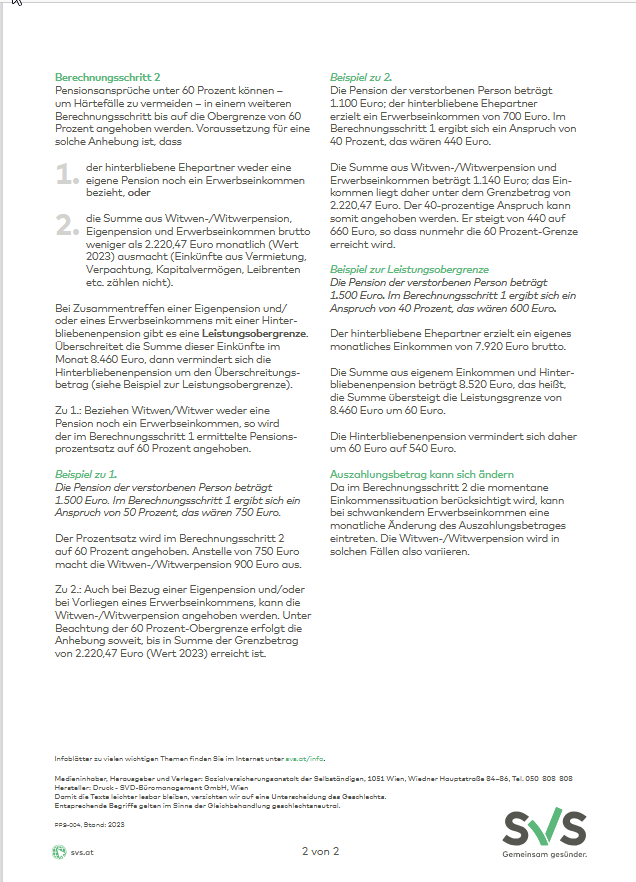 Berechnungsschritt 2
Pensionsansprüche unter 60 Prozent können –
um Härtefälle zu vermeiden – in einem weiteren
Berechnungsschritt bis auf die Obergrenze von 60
Prozent angehoben werden. Voraussetzung für eine
solche Anhebung ist, dass
1. der hinterbliebene Ehepartner weder eine
eigene Pension noch ein Erwerbseinkommen
bezieht, oder
2. die Summe aus Witwen-/Witwerpension,
Eigenpension und Erwerbseinkommen brutto
weniger als 2.220,47 Euro monatlich (Wert
2023) ausmacht (Einkünfte aus Vermietung,
Verpachtung, Kapitalvermögen, Leibrenten
etc. zählen nicht).
Bei Zusammentreffen einer Eigenpension und/
oder eines Erwerbseinkommens mit einer Hinter-
bliebenenpension gibt es eine Leistungsobergrenze.
Überschreitet die Summe dieser Einkünfte im
Monat 8.460 Euro, dann vermindert sich die
Hinterbliebenenpension um den Überschreitungs-
betrag (siehe Beispiel zur Leistungsobergrenze).
Zu 1.: Beziehen Witwen/Witwer weder eine
Pension noch ein Erwerbseinkommen, so wird
der im Berechnungsschritt 1 ermittelte Pensions-
prozentsatz auf 60 Prozent angehoben.
Beispiel zu 1.
Die Pension der verstorbenen Person beträgt
1.500 Euro. Im Berechnungsschritt 1 ergibt sich ein
Anspruch von 50 Prozent, das wären 750 Euro.
Der Prozentsatz wird im Berechnungsschritt 2
auf 60 Prozent angehoben. Anstelle von 750 Euro
macht die Witwen-/Witwerpension 900 Euro aus.
Zu 2.: Auch bei Bezug einer Eigenpension und/oder
bei Vorliegen eines Erwerbseinkommens, kann die
Witwen-/Witwerpension angehoben werden. Unter
Beachtung der 60 Prozent-Obergrenze erfolgt die
Anhebung soweit, bis in Summe der Grenzbetrag
von 2.220,47 Euro (Wert 2023) erreicht ist.
Beispiel zu 2.
Die Pension der verstorbenen Person beträgt
1.100 Euro; der hinterbliebene Ehepartner
erzielt ein Erwerbseinkommen von 700 Euro. Im
Berechnungsschritt 1 ergibt sich ein Anspruch von
40 Prozent, das wären 440 Euro.
Die Summe aus Witwen-/Witwerpension und
Erwerbseinkommen beträgt 1.140 Euro; das Ein-
kommen liegt daher unter dem Grenzbetrag von
2.220,47 Euro. Der 40-prozentige Anspruch kann
somit angehoben werden. Er steigt von 440 auf
660 Euro, so dass nunmehr die 60 Prozent-Grenze
erreicht wird.
Beispiel zur Leistungsobergrenze
Die Pension der verstorbenen Person beträgt
1.500 Euro. Im Berechnungsschritt 1 ergibt sich ein
Anspruch von 40 Prozent, das wären 600 Euro.
Der hinterbliebene Ehepartner erzielt ein eigenes
monatliches Einkommen von 7.920 Euro brutto.
Die Summe aus eigenem Einkommen und Hinter-
bliebenenpension beträgt 8.520 Euro, das heißt,
die Summe übersteigt die Leistungsgrenze von
8.460 Euro um 60 Euro.
Die Hinterbliebenenpension vermindert sich daher
um 60 Euro auf 540 Euro.
Auszahlungsbetrag kann sich ändern
Da im Berechnungsschritt 2 die momentane
Einkommenssituation berücksichtigt wird, kann
bei schwankendem Erwerbseinkommen eine
monatliche Änderung des Auszahlungsbetrages
eintreten. Die Witwen-/Witwerpension wird in
solchen Fällen also variieren.
Infoblätter zu vielen wichtigen Themen finden Sie im Internet unter svs.at/info.
Medieninhaber, Herausgeber und Verleger: Sozialversicherungsanstalt der Selbständigen, 1051 Wien, Wiedner Hauptstraße 84–86, Tel. 050 808 808
Hersteller: Druck - SVD-Büromanagement GmbH, Wien
Damit die Texte leichter lesbar bleiben, verzichten wir auf eine Unterscheidung des Geschlechts.
Entsprechende Begriffe gelten im Sinne der Gleichbehandlung geschlechtsneutral.
PFB-004, Stand: 2023
svs.at
2 von 2
SVS
Gemeinsam gesünder.